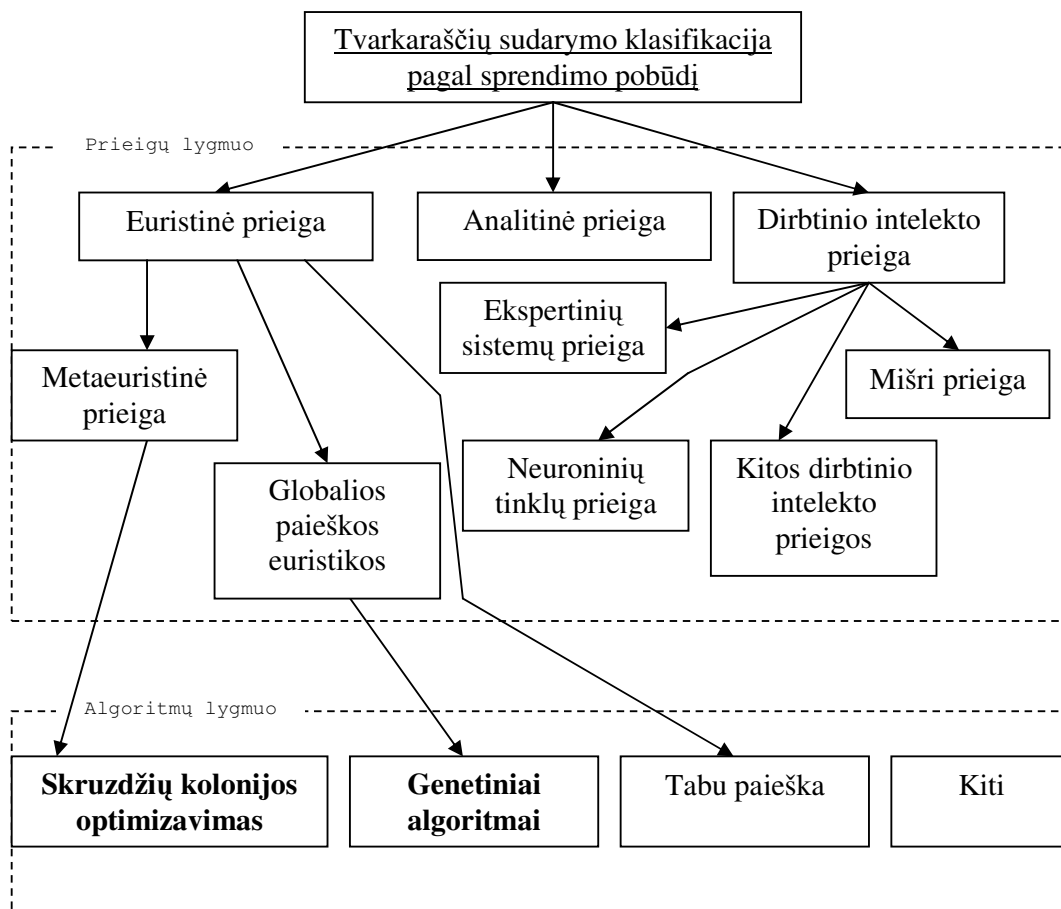 Tvarkaraščių sudarymo klasifikacija
pagal sprendimo pobūdį
Prieigų lygmuo
Euristinė prieiga
Analitinė prieiga
Dirbtinio intelekto
prieiga
Ekspertinių
sistemų prieiga
Metaeuristinė
prieiga
Mišri prieiga
Globalios
paieškos
euristikos
Neuroninių
tinklų prieiga
Kitos dirbtinio
intelekto
prieigos
Algoritmų lygmuo
Skruzdžių kolonijos
optimizavimas
Genetiniai
algoritmai
Tabu paieška
Kiti